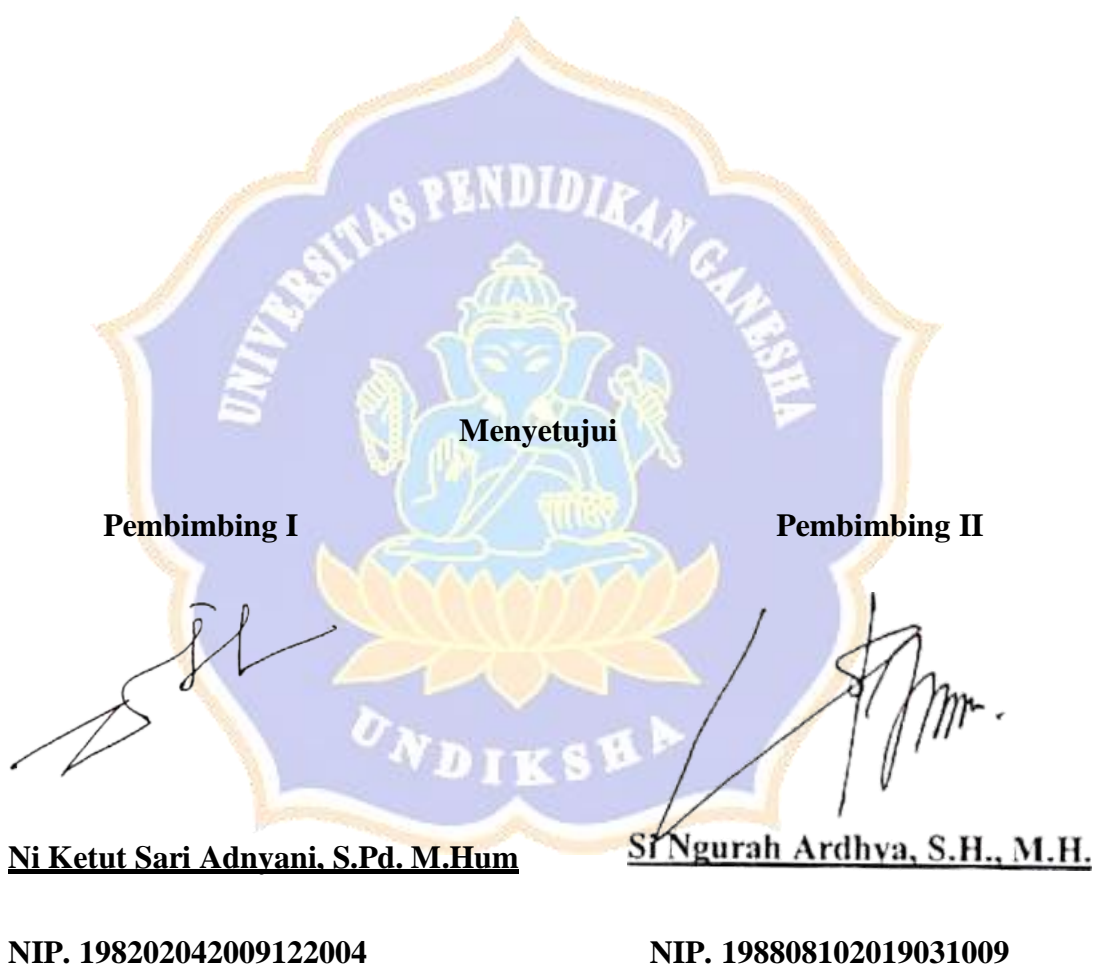 UNIVERSITAS PENDIDIKAN GANESHA
Menyetujui
Pembimbing I Pembimbing II
UNDIKSHA
Ni Ketut Sari Adnyani, S.Pd. M.Hum Si Ngurah Ardhya, S.H., M.H.
NIP. 198202042009122004 NIP. 198808102019031009